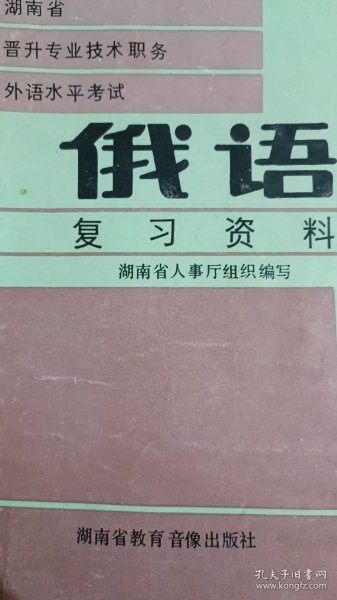 湖南省
晋升专业技术职务
外语水平考试
俄语
复习资料
湖南省人事厅组织编写
湖南省教育音像出版社
孔夫子旧书网
kongfz.com